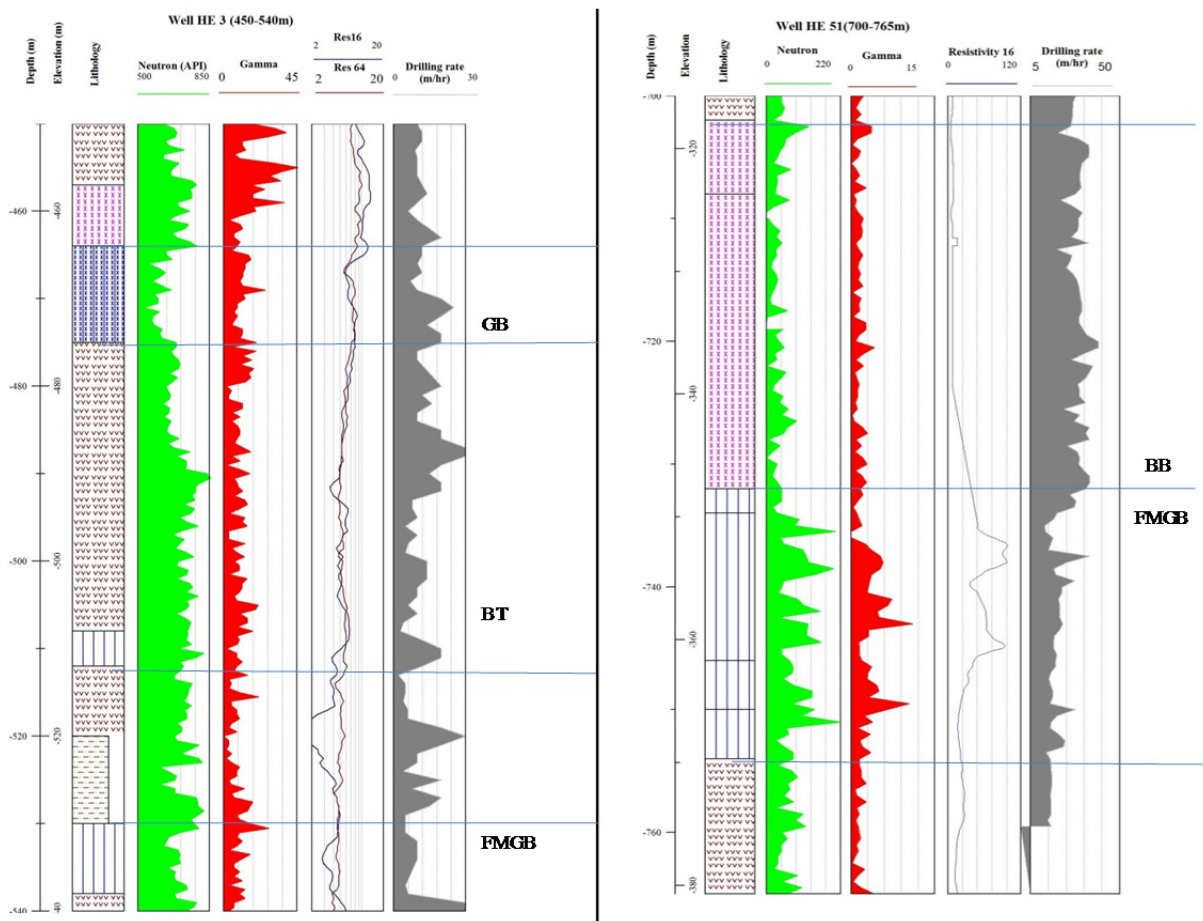 Well HE 3 (450-540m)
Depth (m)
Elevation (m)
Lithology
Neutron (API)
500 850
Gamma
0 45
Res16
2 20
Res 64
2 20
Drilling rate
(m/hr)
0 30
-460
-480
-500
-520
-540
-460
-480
-500
-520
-40
GB
BT
FMGB
Well HE 51(700-765m)
Depth (m)
Elevation
Lithology
Neutron
0 220
Gamma
0 15
Resistivity 16
0 120
Drilling rate
(m/hr)
5 50
-700
-720
-740
-760
-320
-340
-360
-380
BB
FMGB